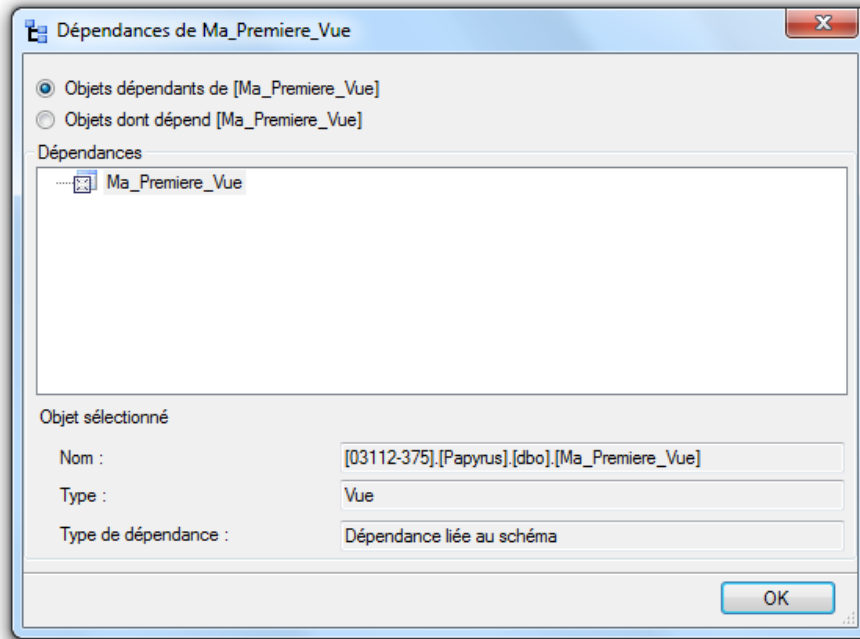 Dépendances de Ma_Premiere_Vue
Objets dépendants de [Ma_Premiere_Vue]
Objets dont dépend [Ma_Premiere_Vue]
Dépendances
Ma_Premiere_Vue
Objet sélectionné
Nom : [03112-375].[Papyrus].[dbo].[Ma_Premiere_Vue]
Type : Vue
Type de dépendance : Dépendance liée au schéma
OK